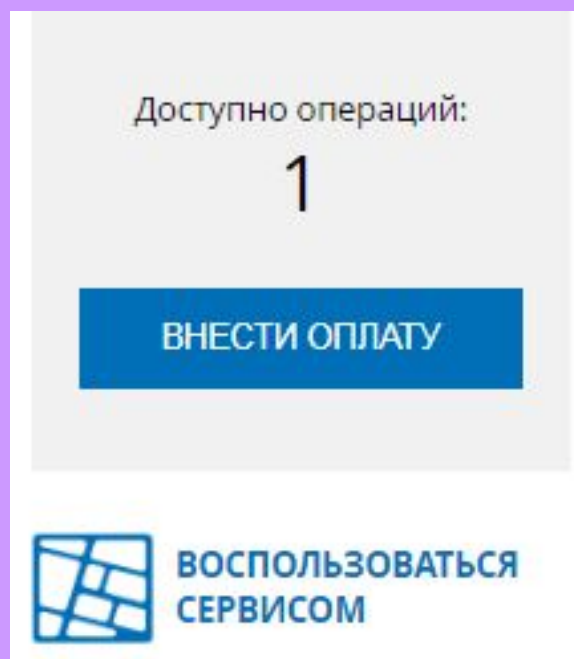 Доступно операций:
1
ВНЕСТИ ОПЛАТУ
ВОСПОЛЬЗОВАТЬСЯ
СЕРВИСОМ